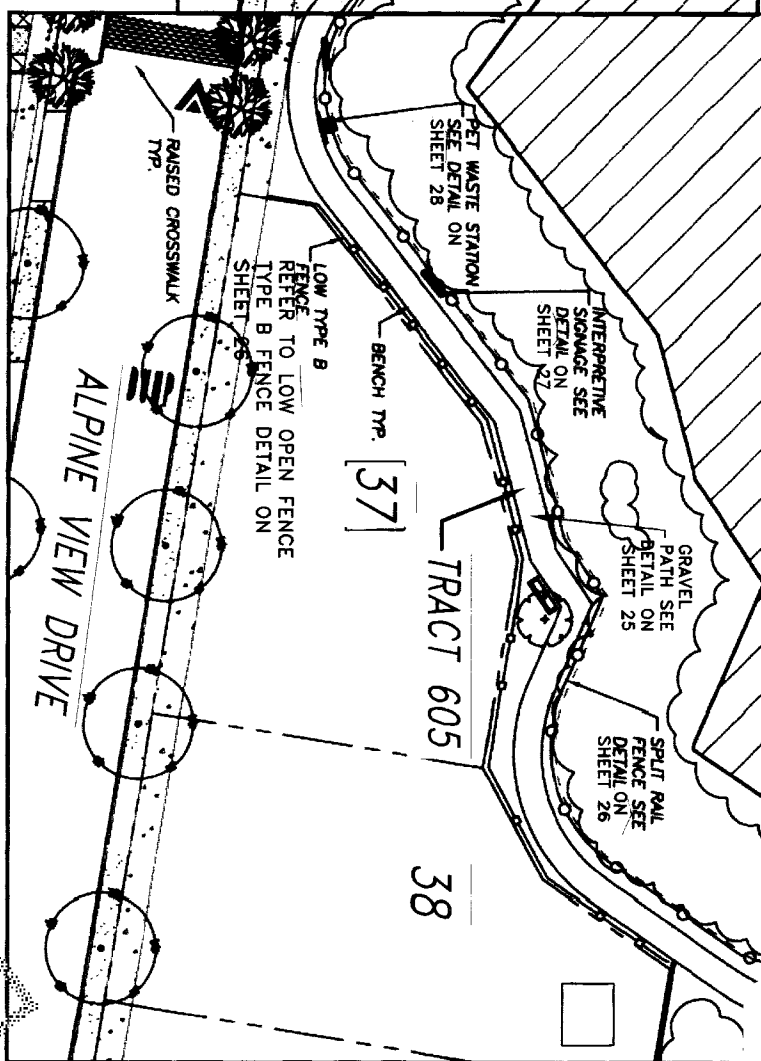 PET WASTE STATION
SEE DETAIL ON
SHEET 28
INTERPRETIVE
SIGNAGE SEE
DETAIL ON
SHEET 27
GRAVEL
PATH SEE
DETAIL ON
SHEET 25
SPLIT RAIL
FENCE SEE
DETAIL ON
SHEET 26
RAISED CROSSWALK
TYP.
LOW TYPE B
FENCE
REFER TO LOW OPEN FENCE
TYPE B FENCE DETAIL ON
SHEET 26
BENCH TYP.
[37]
TRACT 605
38
ALPINE VIEW DRIVE